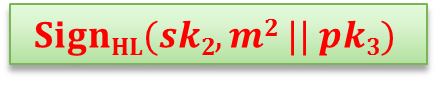 Sign_HL(sk_2, m^2 || pk_3)